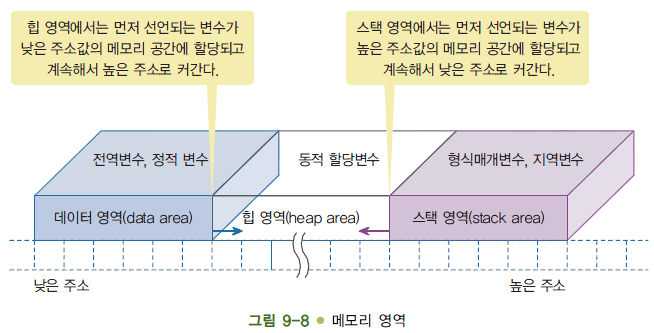 힙 영역에서는 먼저 선언되는 변수가
낮은 주소값의 메모리 공간에 할당되고
계속해서 높은 주소로 커간다.
스택 영역에서는 먼저 선언되는 변수가
높은 주소값의 메모리 공간에 할당되고
계속해서 낮은 주소로 커간다.
전역변수, 정적 변수
동적 할당변수
형식매개변수, 지역변수
데이터 영역(data area)
힙 영역(heap area)
스택 영역(stack area)
낮은 주소
높은 주소
그림 9-8 ● 메모리 영역